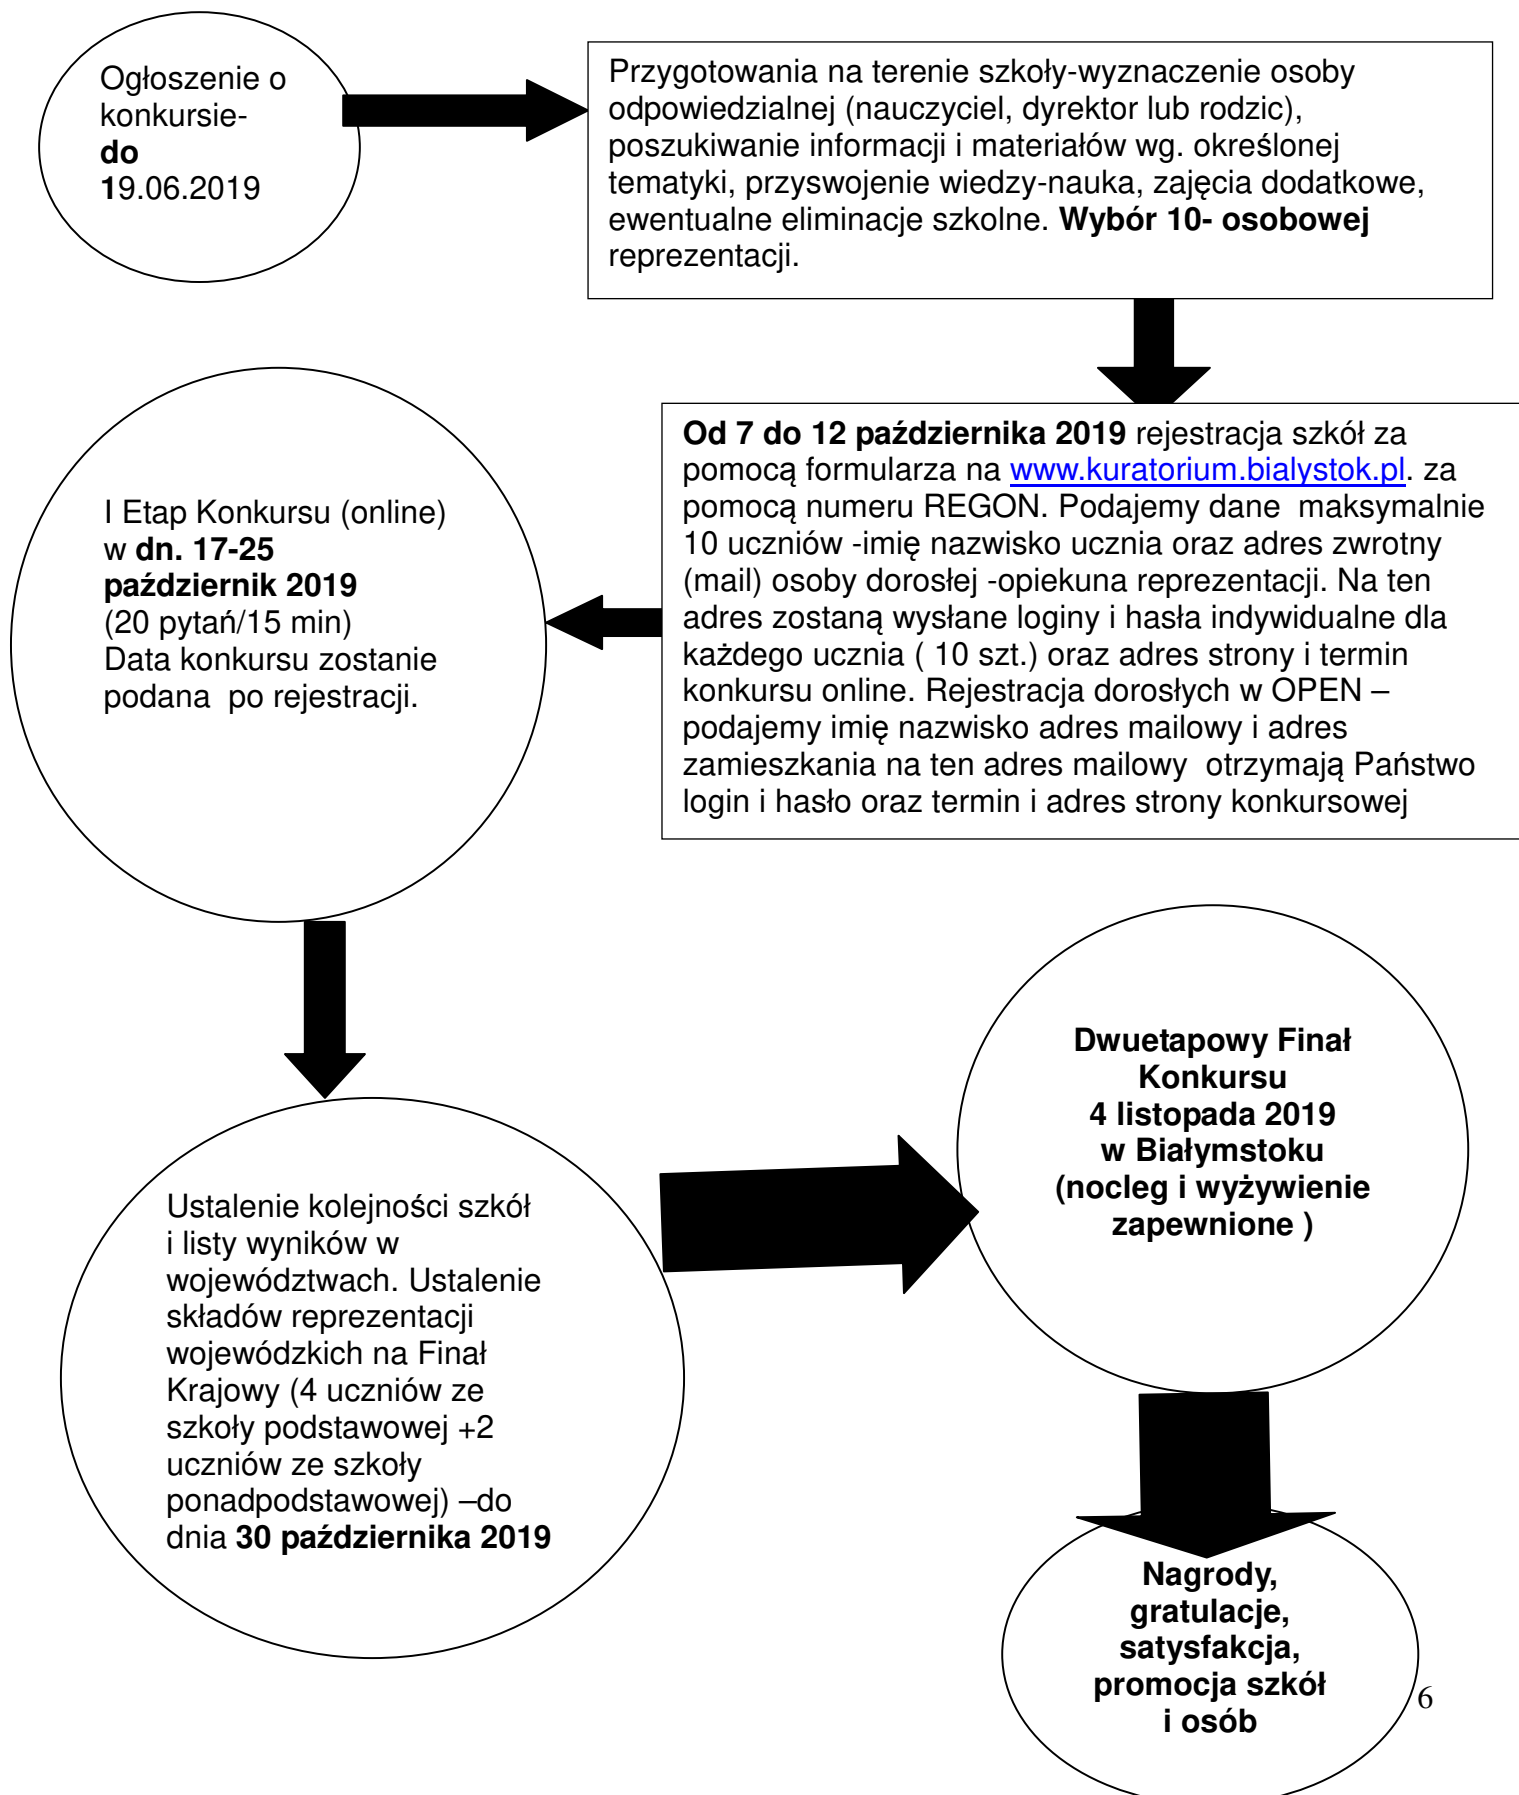 Ogłoszenie o
konkursie-
do
19.06.2019
Przygotowania na terenie szkoły-wyznaczenie osoby
odpowiedzialnej (nauczyciel, dyrektor lub rodzic),
poszukiwanie informacji i materiałów wg. określonej
tematyki, przyswojenie wiedzy-nauka, zajęcia dodatkowe,
ewentualne eliminacje szkolne. Wybór 10- osobowej
reprezentacji.
Od 7 do 12 października 2019 rejestracja szkół za
pomocą formularza na www.kuratorium.bialystok.pl. za
pomocą numeru REGON. Podajemy dane  maksymalnie
10 uczniów -imię nazwisko ucznia oraz adres zwrotny
(mail) osoby dorosłej -opiekuna reprezentacji. Na ten
adres zostaną wysłane loginy i hasła indywidualne dla
każdego ucznia ( 10 szt.) oraz adres strony i termin
konkursu online. Rejestracja dorosłych w OPEN –
podajemy imię nazwisko adres mailowy i adres
zamieszkania na ten adres mailowy  otrzymają Państwo
login i hasło oraz termin i adres strony konkursowej
I Etap Konkursu (online)
w dn. 17-25
październik 2019
(20 pytań/15 min)
Data konkursu zostanie
podana  po rejestracji.
Ustalenie kolejności szkół
i listy wyników w
województwach. Ustalenie
składów reprezentacji
wojewódzkich na Finał
Krajowy (4 uczniów ze
szkoły podstawowej +2
uczniów ze szkoły
ponadpodstawowej) –do
dnia 30 października 2019
Dwuetapowy Finał
Konkursu
4 listopada 2019
w Białymstoku
(nocleg i wyżywienie
zapewnione )
Nagrody,
gratulacje,
satysfakcja,
promocja szkół
i osób
6